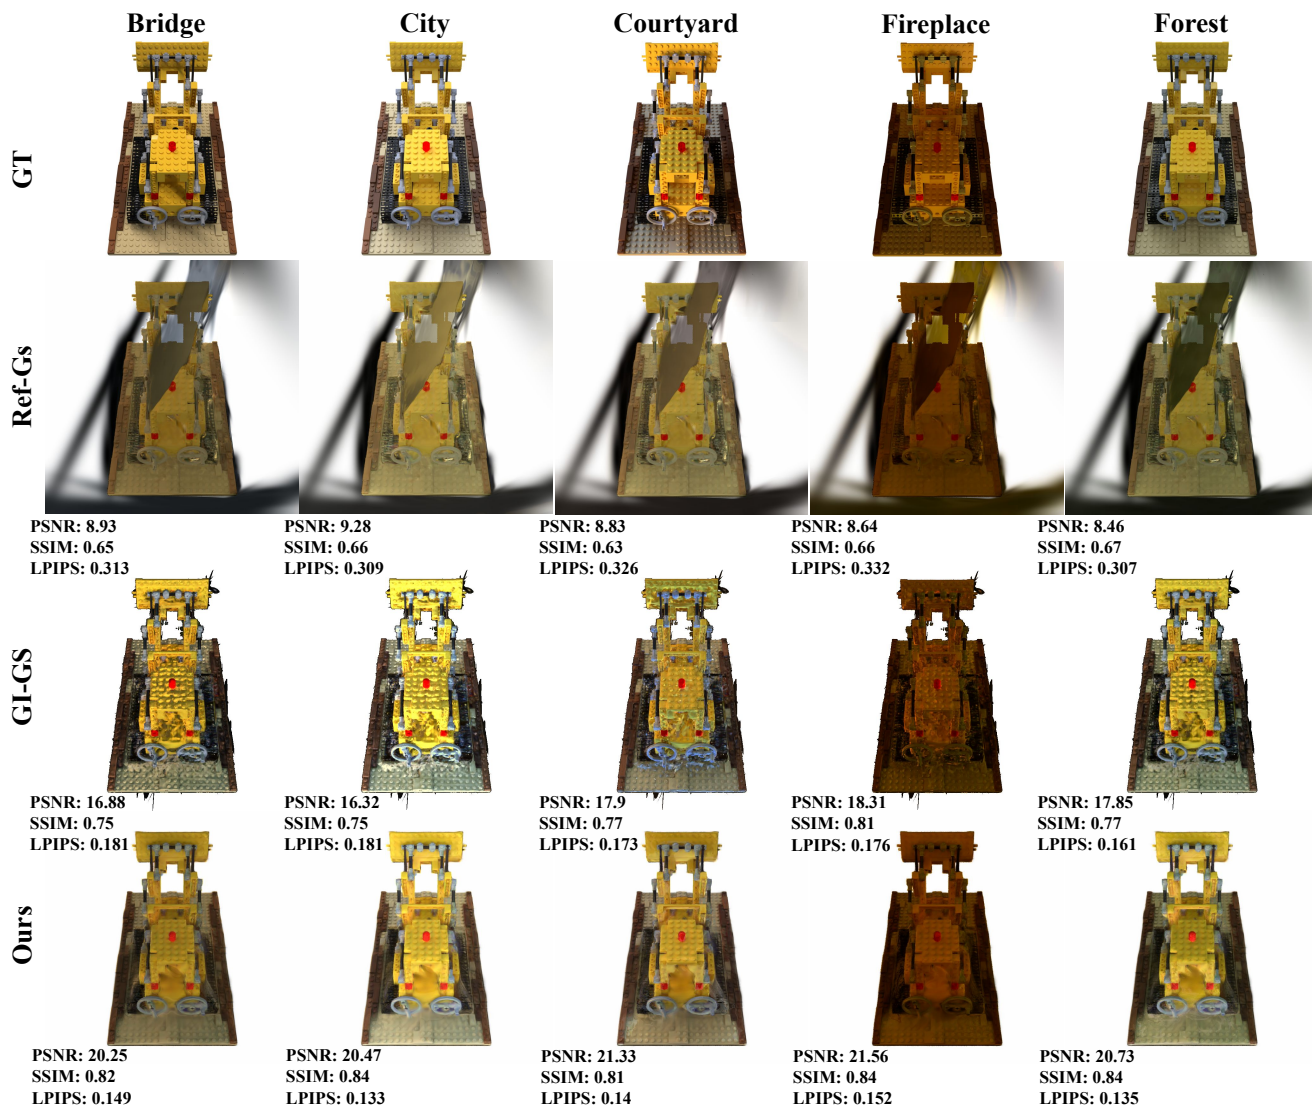 Bridge City Courtyard Fireplace Forest
GT
Ref-Gs
PSNR: 8.93 PSNR: 9.28 PSNR: 8.83 PSNR: 8.64 PSNR: 8.46
SSIM: 0.65 SSIM: 0.66 SSIM: 0.63 SSIM: 0.66 SSIM: 0.67
LPIPS: 0.313 LPIPS: 0.309 LPIPS: 0.326 LPIPS: 0.332 LPIPS: 0.307
GI-GS
PSNR: 16.88 PSNR: 16.32 PSNR: 17.9 PSNR: 18.31 PSNR: 17.85
SSIM: 0.75 SSIM: 0.75 SSIM: 0.77 SSIM: 0.81 SSIM: 0.77
LPIPS: 0.181 LPIPS: 0.181 LPIPS: 0.173 LPIPS: 0.176 LPIPS: 0.161
Ours
PSNR: 20.25 PSNR: 20.47 PSNR: 21.33 PSNR: 21.56 PSNR: 20.73
SSIM: 0.82 SSIM: 0.84 SSIM: 0.81 SSIM: 0.84 SSIM: 0.84
LPIPS: 0.149 LPIPS: 0.133 LPIPS: 0.14 LPIPS: 0.152 LPIPS: 0.135